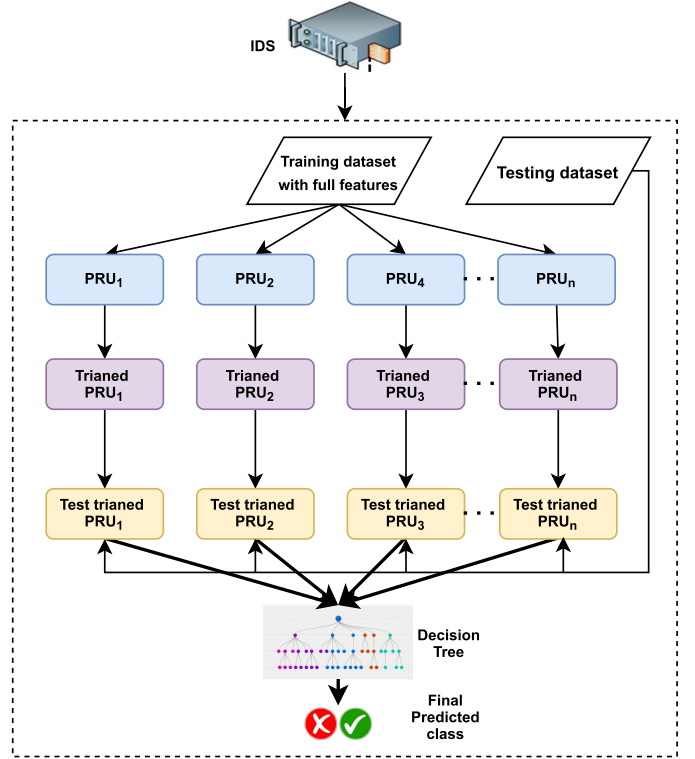 IDS
Training dataset
with full features
Testing dataset
PRU₁
PRU₂
PRU₄
. . .
PRUₙ
Trianed
PRU₁
Trianed
PRU₂
Trianed
PRU₃
. . .
Trianed
PRUₙ
Test trianed
PRU₁
Test trianed
PRU₂
Test trianed
PRU₃
. . .
Test trianed
PRUₙ
Decision
Tree
Final
Predicted
class